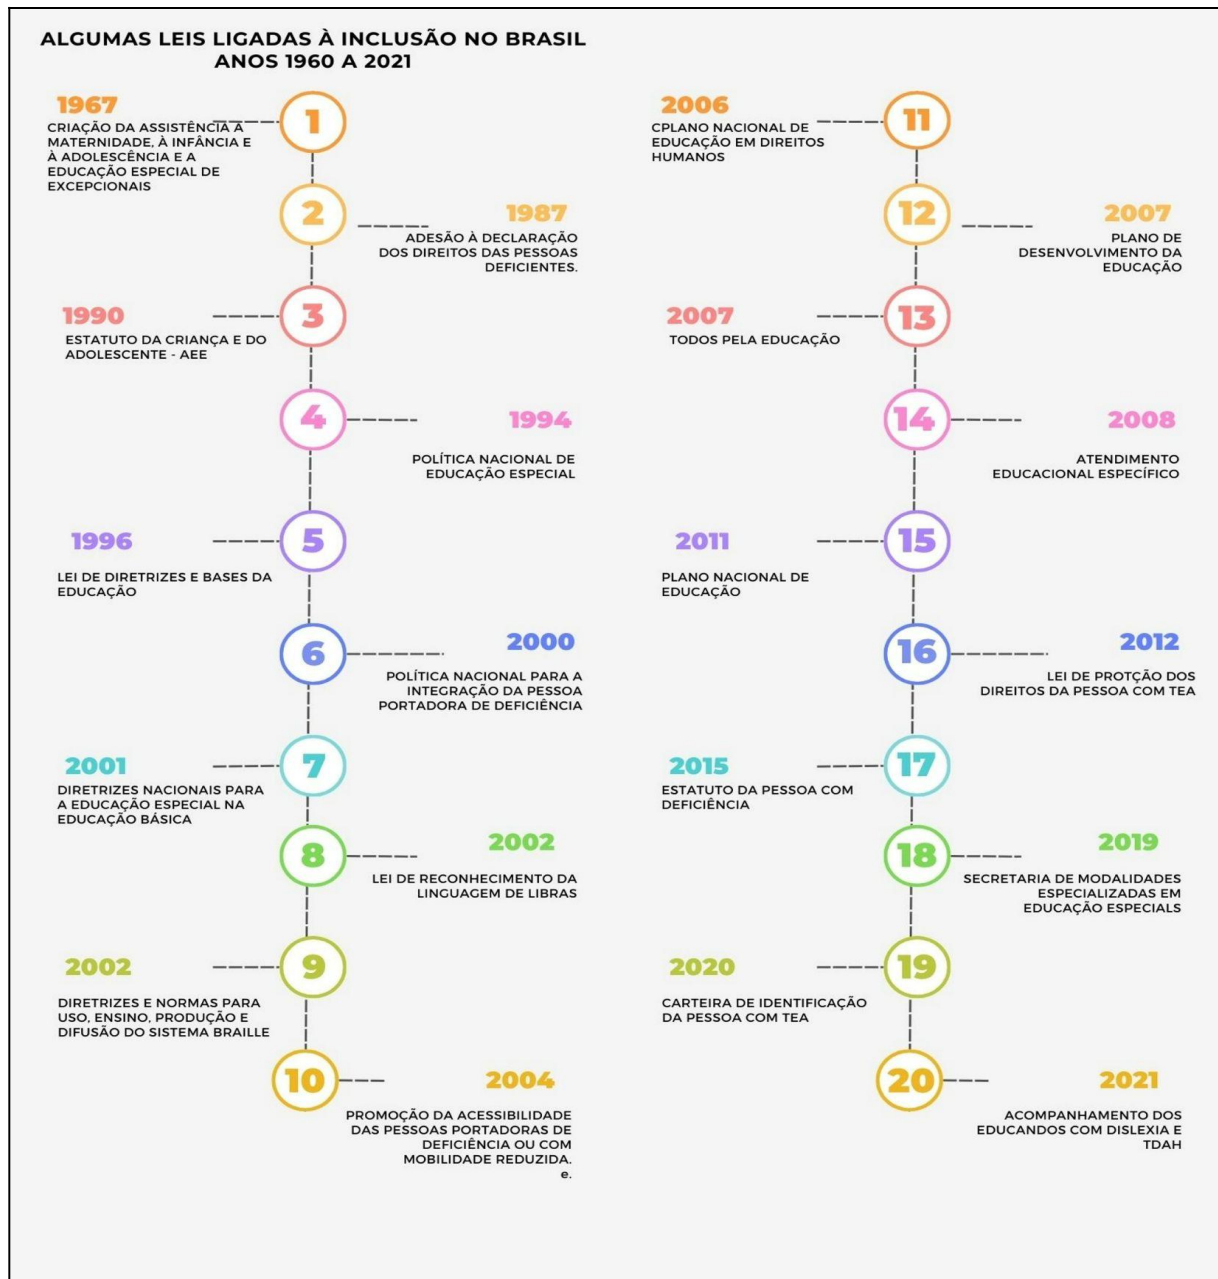 ALGUMAS LEIS LIGADAS À INCLUSÃO NO BRASIL
ANOS 1960 A 2021
1967
CRIAÇÃO DA ASSISTÊNCIA A
MATERNIDADE, À INFÂNCIA E
À ADOLESCÊNCIA E A
EDUCAÇÃO ESPECIAL DE
EXCEPCIONAIS
1
2
1987
ADESÃO À DECLARAÇÃO
DOS DIREITOS DAS PESSOAS
DEFICIENTES.
1990
ESTATUTO DA CRIANÇA E DO
ADOLESCENTE - AEE
3
4
1994
POLÍTICA NACIONAL DE
EDUCAÇÃO ESPECIAL
1996
LEI DE DIRETRIZES E BASES DA
EDUCAÇÃO
5
6
2000
POLÍTICA NACIONAL PARA A
INTEGRAÇÃO DA PESSOA
PORTADORA DE DEFICIÊNCIA
2001
DIRETRIZES NACIONAIS PARA
A EDUCAÇÃO ESPECIAL NA
EDUCAÇÃO BÁSICA
7
8
2002
LEI DE RECONHECIMENTO DA
LINGUAGEM DE LIBRAS
2002
DIRETRIZES E NORMAS PARA
USO, ENSINO, PRODUÇÃO E
DIFUSÃO DO SISTEMA BRAILLE
9
10
2004
PROMOÇÃO DA ACESSIBILIDADE
DAS PESSOAS PORTADORAS DE
DEFICIÊNCIA OU COM
MOBILIDADE REDUZIDA.
e.
2006
CPLANO NACIONAL DE
EDUCAÇÃO EM DIREITOS
HUMANOS
11
12
2007
PLANO DE
DESENVOLVIMENTO DA
EDUCAÇÃO
2007
TODOS PELA EDUCAÇÃO
13
14
2008
ATENDIMENTO
EDUCACIONAL ESPECÍFICO
2011
PLANO NACIONAL DE
EDUCAÇÃO
15
16
2012
LEI DE PROTÇÃO DOS
DIREITOS DA PESSOA COM TEA
2015
ESTATUTO DA PESSOA COM
DEFICIÊNCIA
17
18
2019
SECRETARIA DE MODALIDADES
ESPECIALIZADAS EM
EDUCAÇÃO ESPECIALS
2020
CARTEIRA DE IDENTIFICAÇÃO
DA PESSOA COM TEA
19
20
2021
ACOMPANHAMENTO DOS
EDUCANDOS COM DISLEXIA E
TDAH